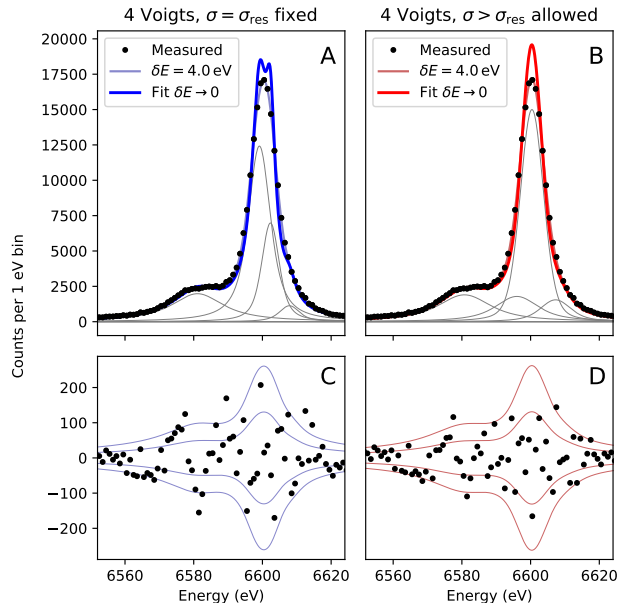 4 Voigts, σ = σres fixed
4 Voigts, σ > σres allowed
Counts per 1 eV bin
20000
17500
15000
12500
10000
7500
5000
2500
0
Measured
δE = 4.0 eV
Fit δE → 0
A
Measured
δE = 4.0 eV
Fit δE → 0
B
200
100
0
−100
−200
C
D
6560 6580 6600 6620
6560 6580 6600 6620
Energy (eV)
Energy (eV)